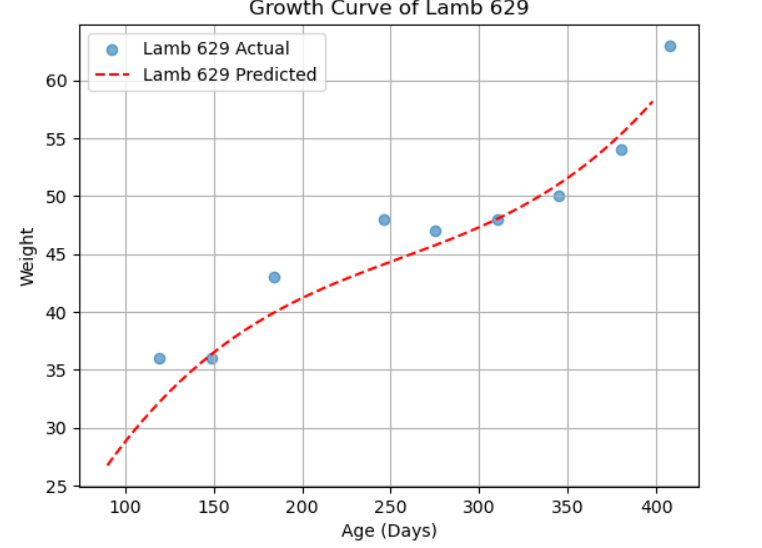 Growth Curve of Lamb 629
Lamb 629 Actual
Lamb 629 Predicted
60
55
50
45
40
35
30
25
Weight
100 150 200 250 300 350 400
Age (Days)